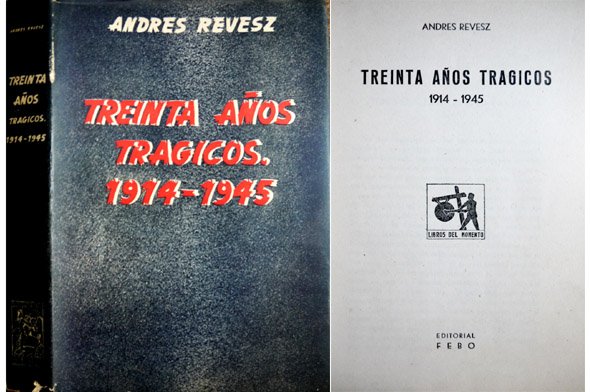 ANDRES REVESZ
TREINTA
AÑOS
TRAGICOS.
1914-1945
ANDRES REVESZ
TREINTA AÑOS
TRAGICOS.
1914-1945
ANDRES REVESZ
TREINTA AÑOS TRAGICOS
1914 - 1945
LIBROS DEL MOMENTO
EDITORIAL
FEBO